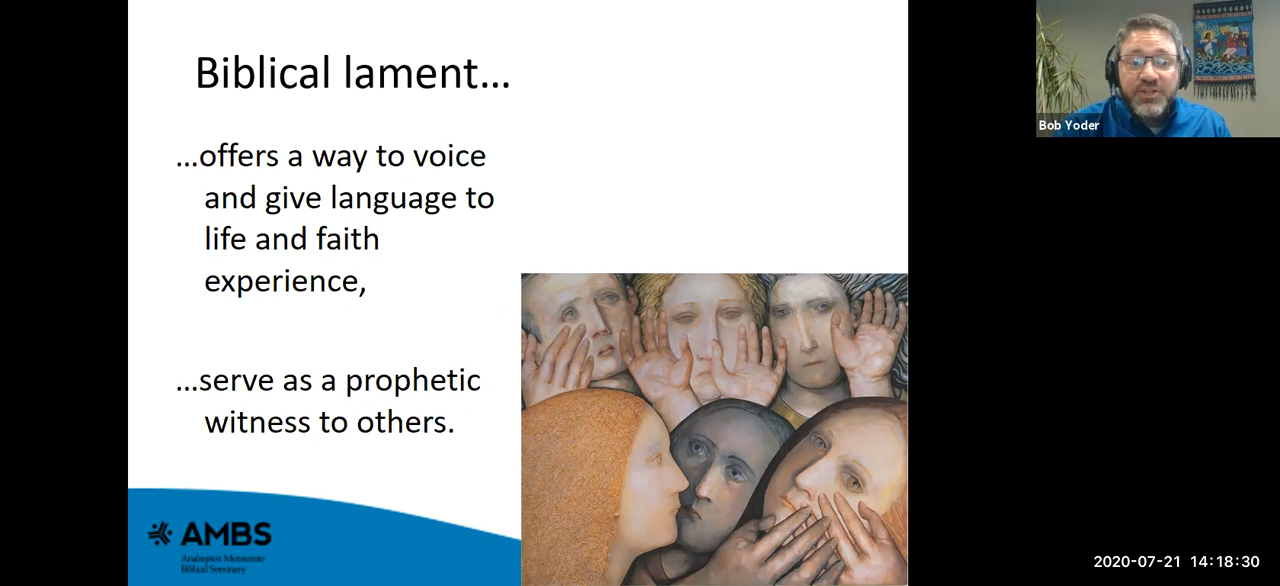 Biblical lament...
...offers a way to voice
and give language to
life and faith
experience,
...serve as a prophetic
witness to others.
AMBS
Anabaptist Mennonite
Biblical Seminary
Bob Yoder
2020-07-21 14:18:30